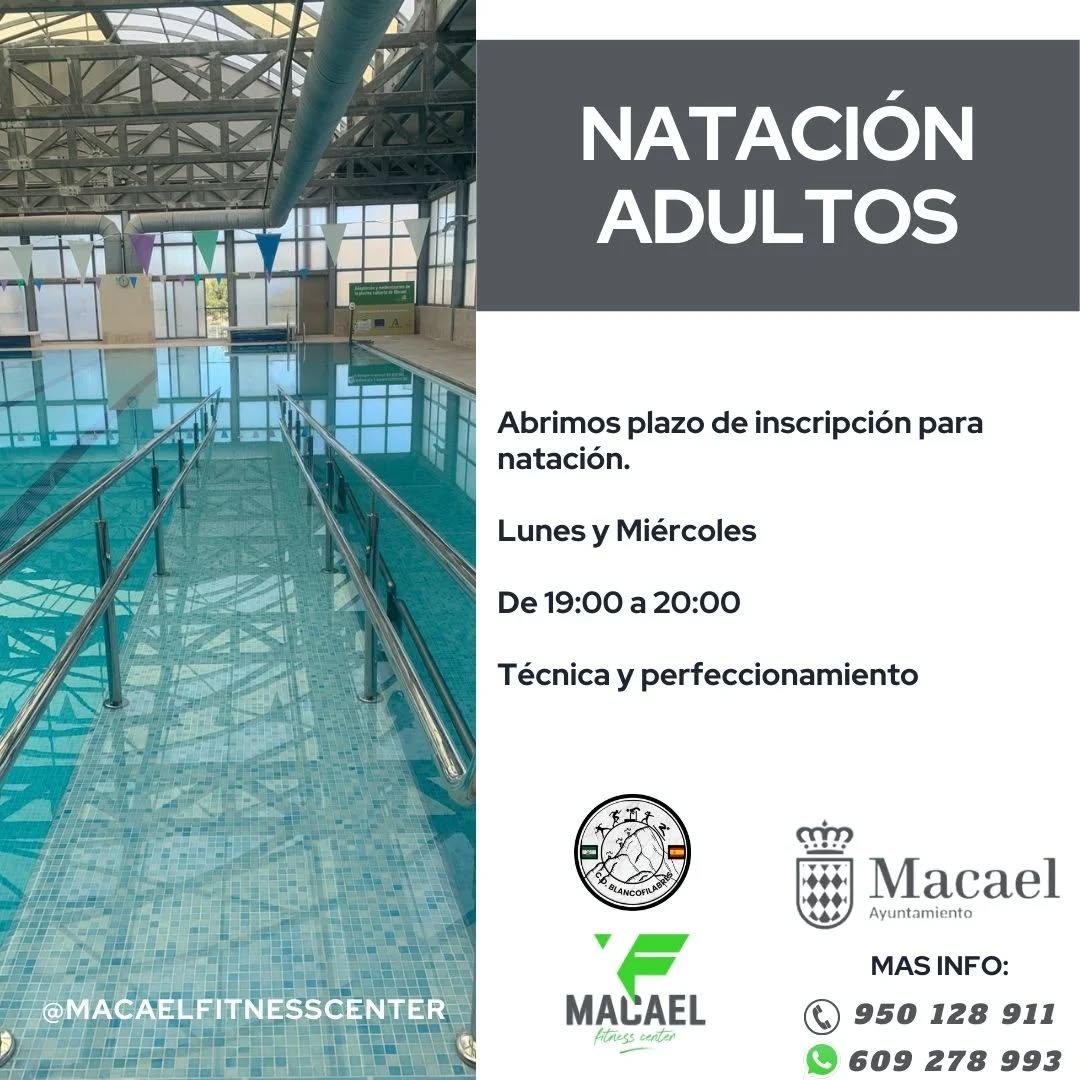 NATACIÓN
ADULTOS
Abrimos plazo de inscripción para
natación.
Lunes y Miércoles
De 19:00 a 20:00
Técnica y perfeccionamiento
C.D. BLANCOFILABRES
Macael
Ayuntamiento
MACAEL
fitness center
MAS INFO:
950 128 911
609 278 993
@MACAELFITNESSCENTER